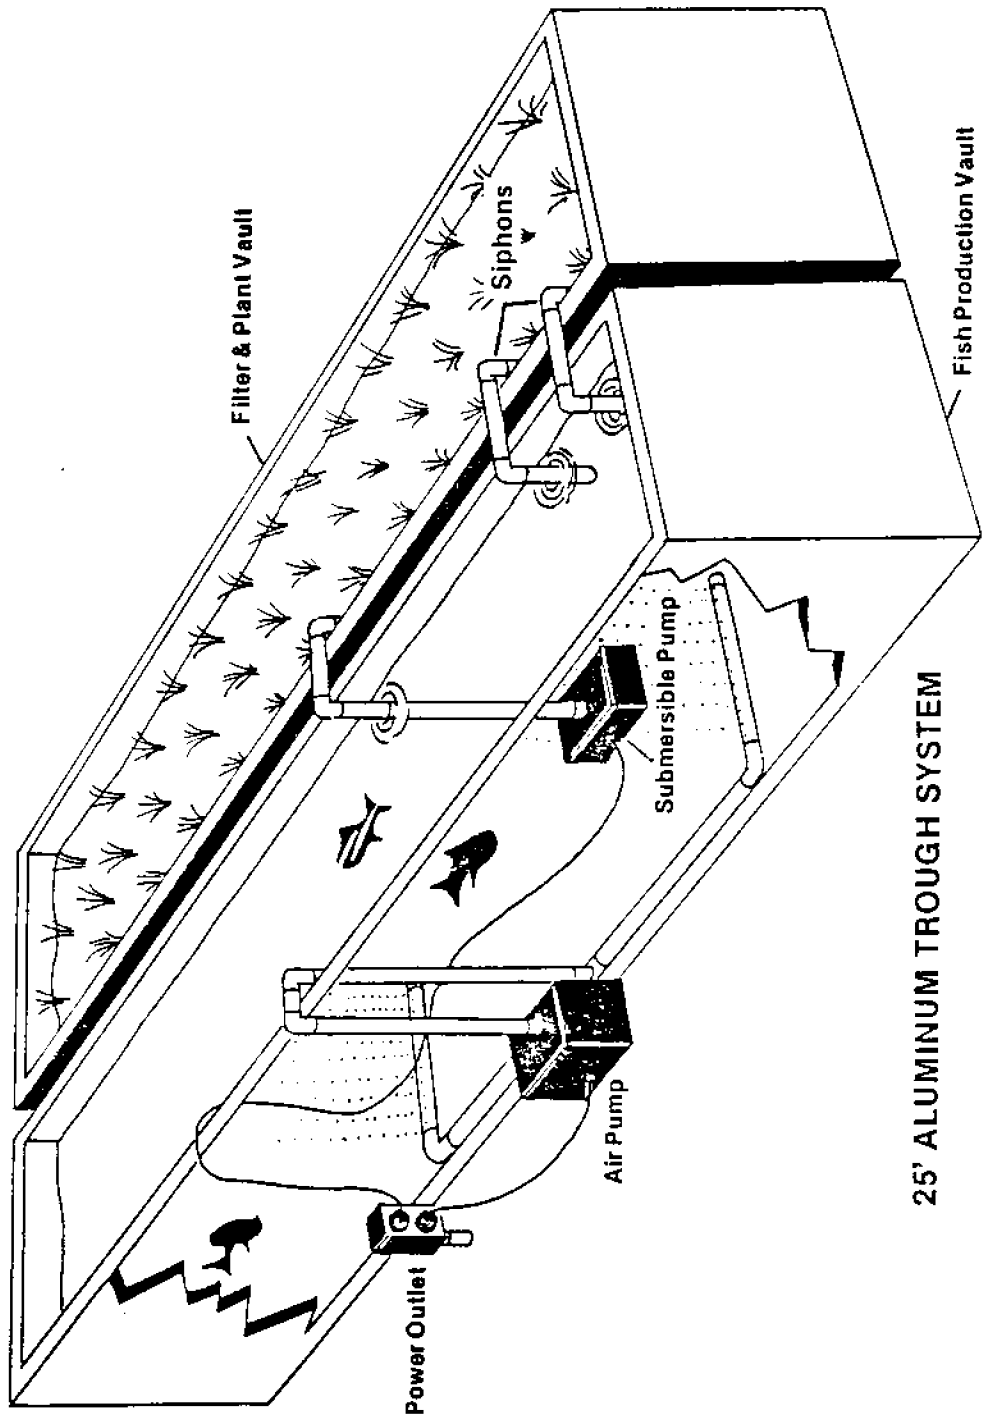 Filter & Plant Vault
Siphons
Fish Production Vault
Submersible Pump
Air Pump
Power Outlet
25' ALUMINUM TROUGH SYSTEM